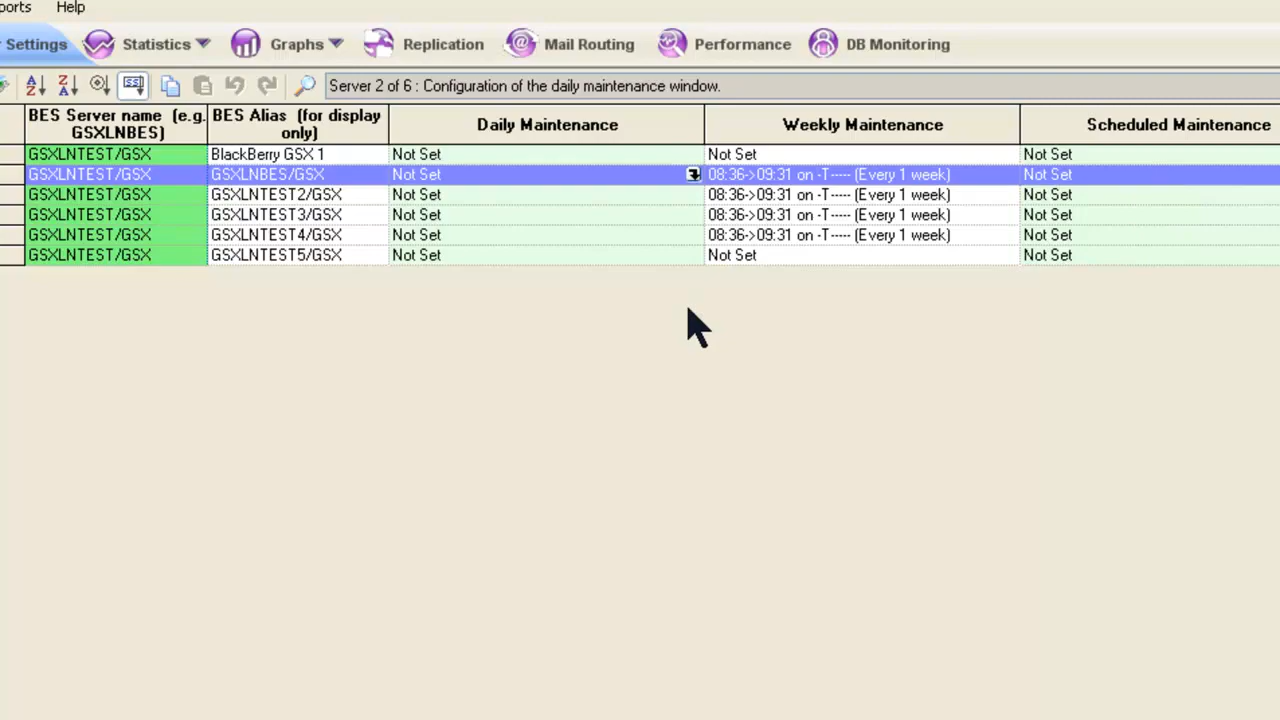 ports Help
Settings Statistics Graphs Replication Mail Routing Performance DB Monitoring
Server 2 of 6 : Configuration of the daily maintenance window.
BES Server name (e.g. GSXLNBES) BES Alias (for display only) Daily Maintenance Weekly Maintenance Scheduled Maintenance
GSXLNTEST/GSX BlackBerry GSX 1 Not Set Not Set Not Set
GSXLNTEST/GSX GSXLNBES/GSX Not Set 08:36->09:31 on -T----- (Every 1 week) Not Set
GSXLNTEST/GSX GSXLNTEST2/GSX Not Set 08:36->09:31 on -T----- (Every 1 week) Not Set
GSXLNTEST/GSX GSXLNTEST3/GSX Not Set 08:36->09:31 on -T----- (Every 1 week) Not Set
GSXLNTEST/GSX GSXLNTEST4/GSX Not Set 08:36->09:31 on -T----- (Every 1 week) Not Set
GSXLNTEST/GSX GSXLNTEST5/GSX Not Set Not Set Not Set